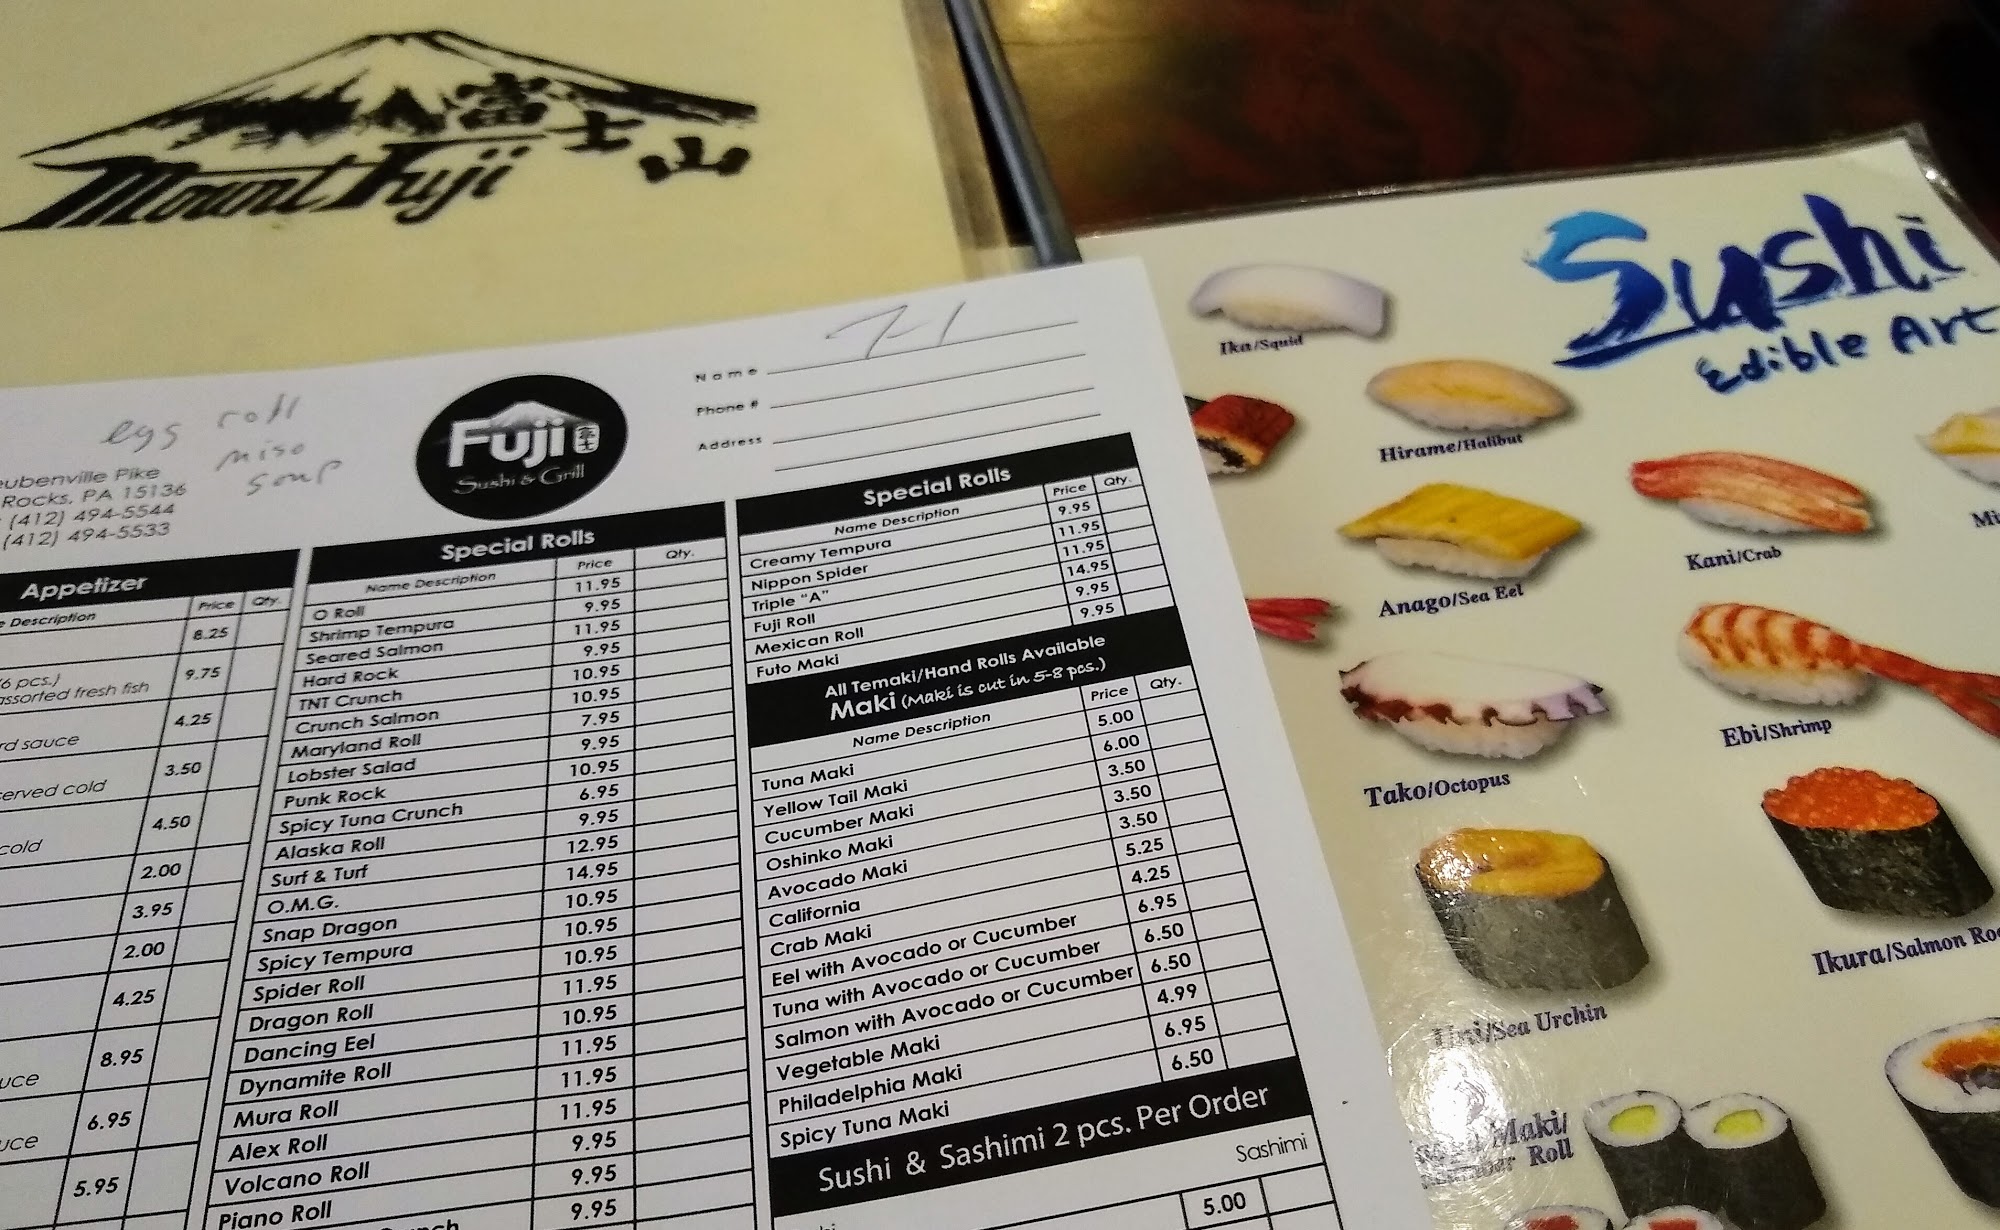 富士山
Mount Fuji
Sushi
Edible Art
Ika/Squid
Hirame/Halibut
Anago/Sea Eel
Kani/Crab
Tako/Octopus
Ebi/Shrimp
Sea Urchin
Ikura/Salmon
Maki/
Roll
egg roll
miso
soup
Pike
Rocks, PA 15136
(412) 494-5544
(412) 494-5533
Fuji
富士
Sushi & Grill
Name 7-1
Phone #
Address
Appetizer
Description Price Qty.
8.25
(6 pcs.)
assorted fresh fish 9.75
sauce 4.25
served cold 3.50
cold 4.50
2.00
3.95
2.00
4.25
8.95
6.95
5.95
Special Rolls
Name Description Price Qty.
O Roll 11.95
Shrimp Tempura 9.95
Seared Salmon 11.95
Hard Rock 9.95
TNT Crunch 10.95
Crunch Salmon 10.95
Maryland Roll 7.95
Lobster Salad 9.95
Punk Rock 10.95
Spicy Tuna Crunch 6.95
Alaska Roll 9.95
Surf & Turf 12.95
O.M.G. 14.95
Snap Dragon 10.95
Spicy Tempura 10.95
Spider Roll 10.95
Dragon Roll 11.95
Dancing Eel 10.95
Dynamite Roll 11.95
Mura Roll 11.95
Alex Roll 11.95
Volcano Roll 9.95
Piano Roll 9.95
9.95
Special Rolls
Name Description Price Qty.
Creamy Tempura 9.95
Nippon Spider 11.95
Triple "A" 11.95
Fuji Roll 14.95
Mexican Roll 9.95
Futo Maki 9.95
All Temaki/Hand Rolls Available
Maki (Maki is cut in 5-8 pcs.)
Name Description Price Qty.
Tuna Maki 5.00
Yellow Tail Maki 6.00
Cucumber Maki 3.50
Oshinko Maki 3.50
Avocado Maki 3.50
California 5.25
Crab Maki 4.25
Eel with Avocado or Cucumber 6.95
Tuna with Avocado or Cucumber 6.50
Salmon with Avocado or Cucumber 6.50
Vegetable Maki 4.99
Philadelphia Maki 6.95
Spicy Tuna Maki 6.50
Sushi & Sashimi 2 pcs. Per Order
Sashimi
5.00